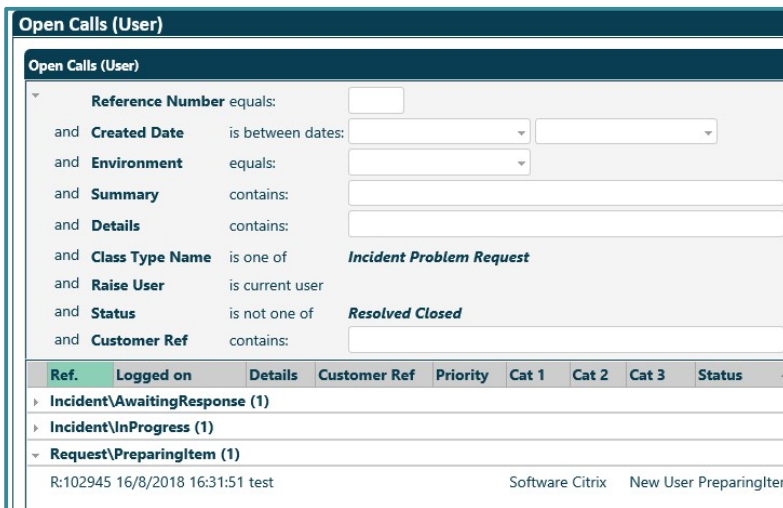 Open Calls (User)
Open Calls (User)
Reference Number equals:
and Created Date is between dates:
and Environment equals:
and Summary contains:
and Details contains:
and Class Type Name is one of Incident Problem Request
and Raise User is current user
and Status is not one of Resolved Closed
and Customer Ref contains:
Ref. Logged on Details Customer Ref Priority Cat 1 Cat 2 Cat 3 Status
Incident\AwaitingResponse (1)
Incident\InProgress (1)
Request\PreparingItem (1)
R:102945 16/8/2018 16:31:51 test Software Citrix New User PreparingIter